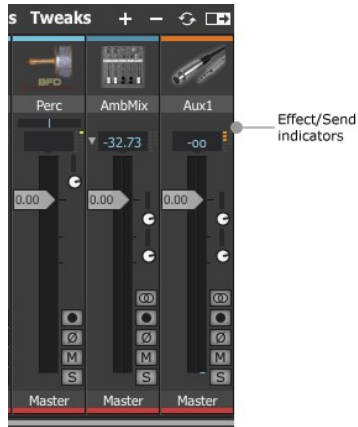 s Tweaks + −
BFD
Perc AmbMix Aux1
Effect/Send
indicators
-32.73 -oo
0.00 0.00 0.00
Ø Ø Ø
M M M
S S S
Master Master Master